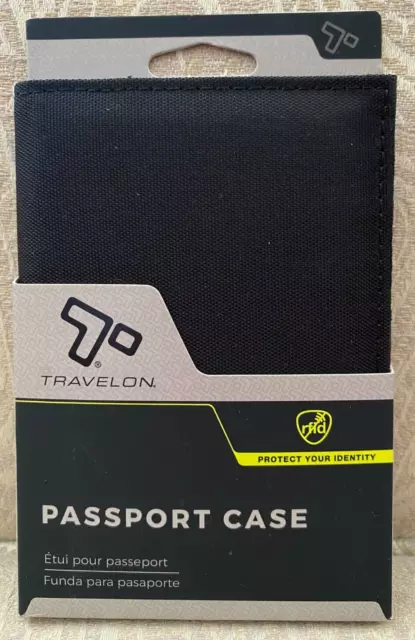 TRAVELON®
rfid
PROTECT YOUR IDENTITY
PASSPORT CASE
Étui pour passeport
Funda para pasaporte